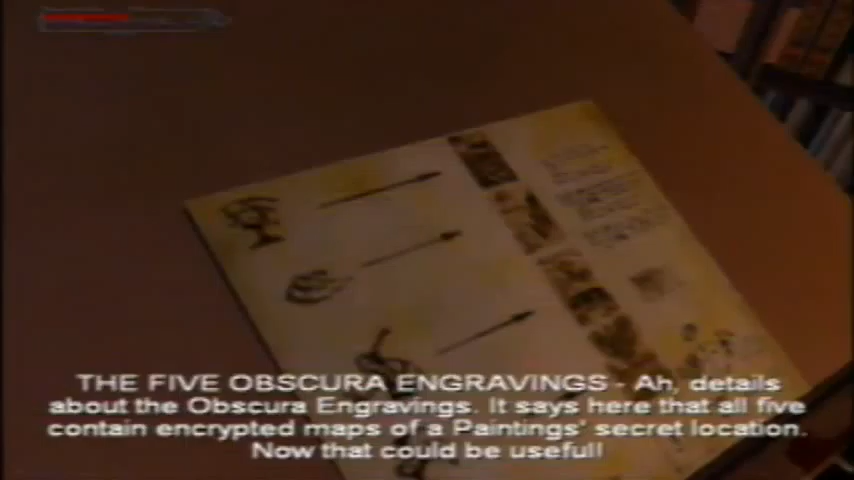 THE FIVE OBSCURA ENGRAVINGS - Ah, details
about the Obscura Engravings. It says here that all five
contain encrypted maps of a Paintings' secret location.
Now that could be useful!